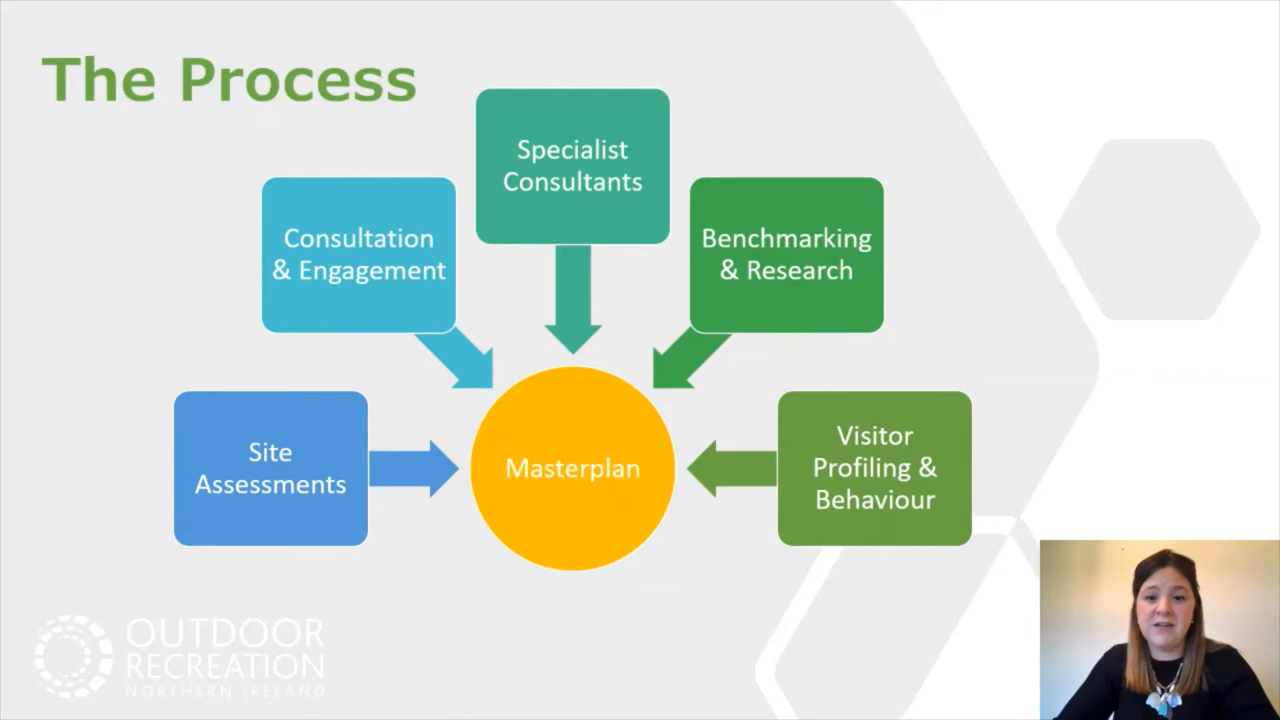 The Process
Specialist
Consultants
Consultation
& Engagement
Benchmarking
& Research
Site
Assessments
Masterplan
Visitor
Profiling &
Behaviour
OUTDOOR
RECREATION
NORTHERN IRELAND